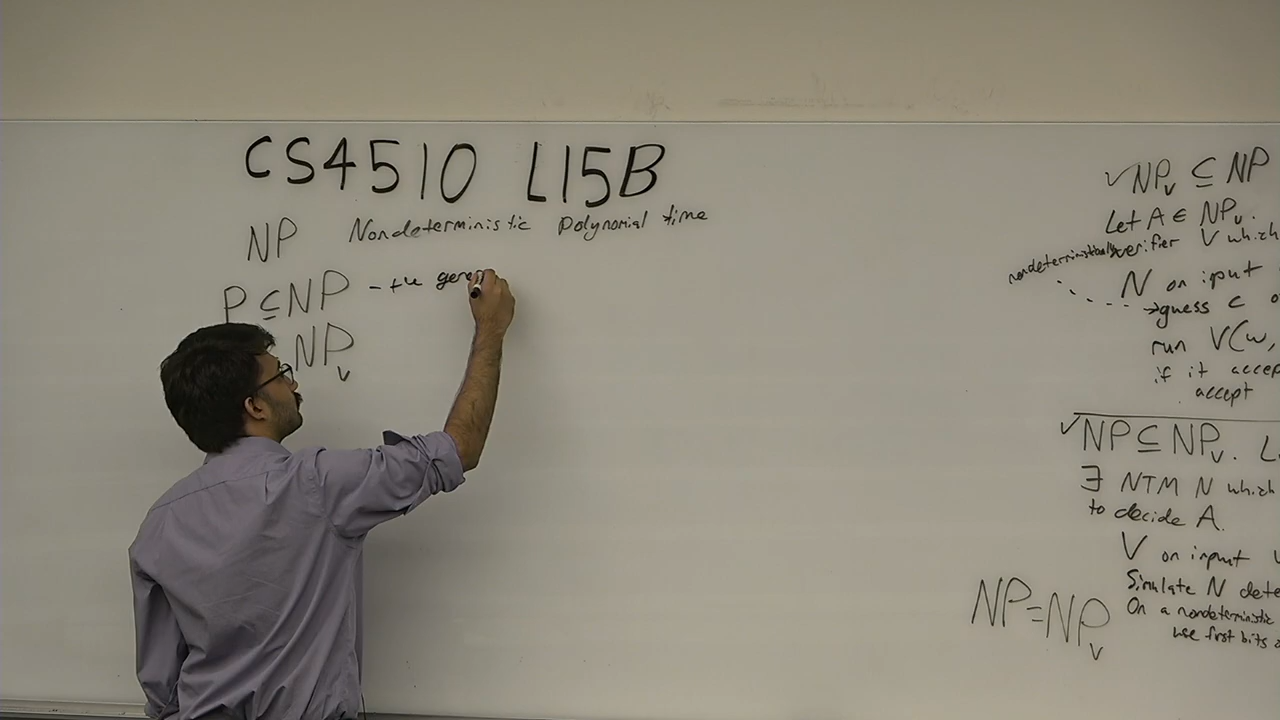 CS4510 L15B
NP Nondeterministic Polynomial time
P ⊆ NP - the gene
NPv
✓NPv ⊆ NP
Let A ∈ NPv.
verifier V which
nondeterministically
N on input
→guess c
run V(w,
if it accep
accept
✓NP ⊆ NPv. L
∃ NTM N which
to decide A.
V on input
Simulate N dete
On a nondeterministic
use first bits
NP=NPv